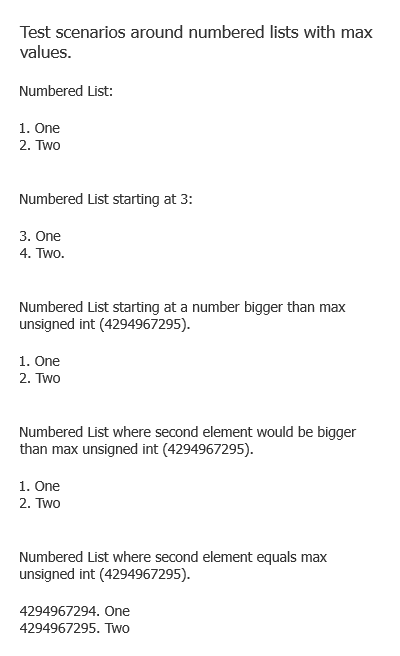 Test scenarios around numbered lists with max
values.
Numbered List:
1. One
2. Two
Numbered List starting at 3:
3. One
4. Two.
Numbered List starting at a number bigger than max
unsigned int (4294967295).
1. One
2. Two
Numbered List where second element would be bigger
than max unsigned int (4294967295).
1. One
2. Two
Numbered List where second element equals max
unsigned int (4294967295).
4294967294. One
4294967295. Two